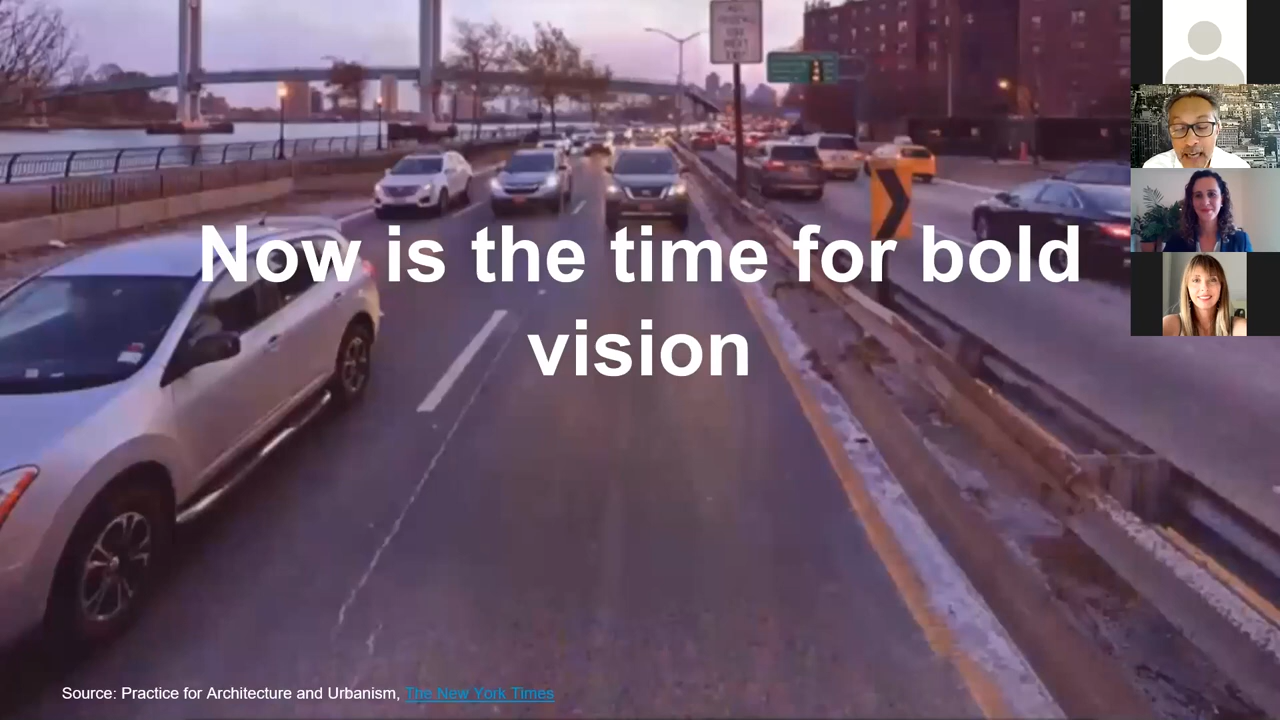 Now is the time for bold
vision
Source: Practice for Architecture and Urbanism, The New York Times